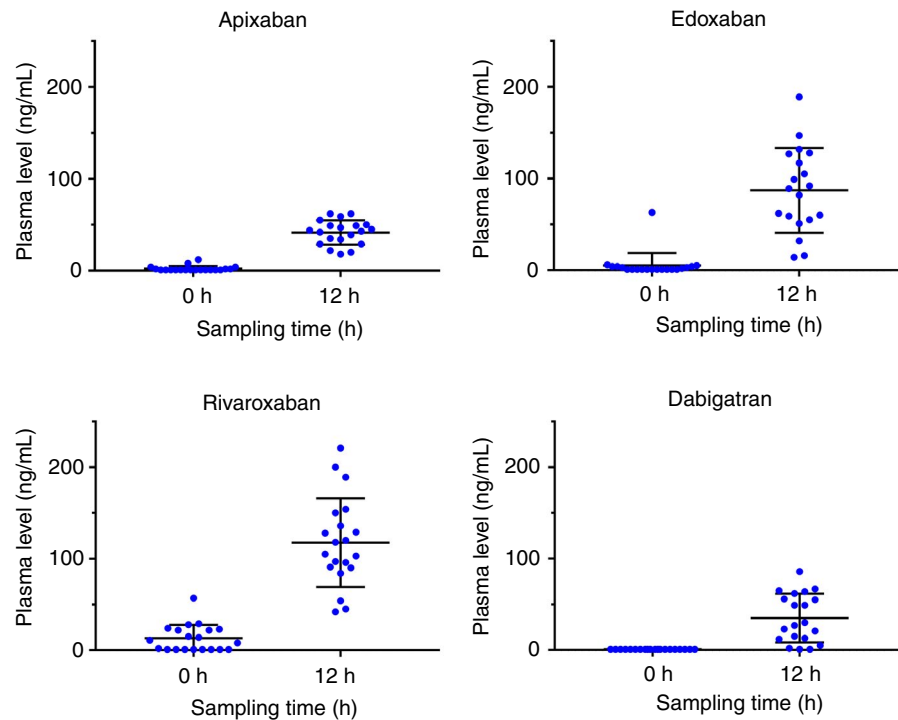 Apixaban
Plasma level (ng/mL)
200
100
0
0 h
12 h
Sampling time (h)
Edoxaban
Plasma level (ng/mL)
200
100
0
0 h
12 h
Sampling time (h)
Rivaroxaban
Plasma level (ng/mL)
200
100
0
0 h
12 h
Sampling time (h)
Dabigatran
Plasma level (ng/mL)
200
100
0
0 h
12 h
Sampling time (h)